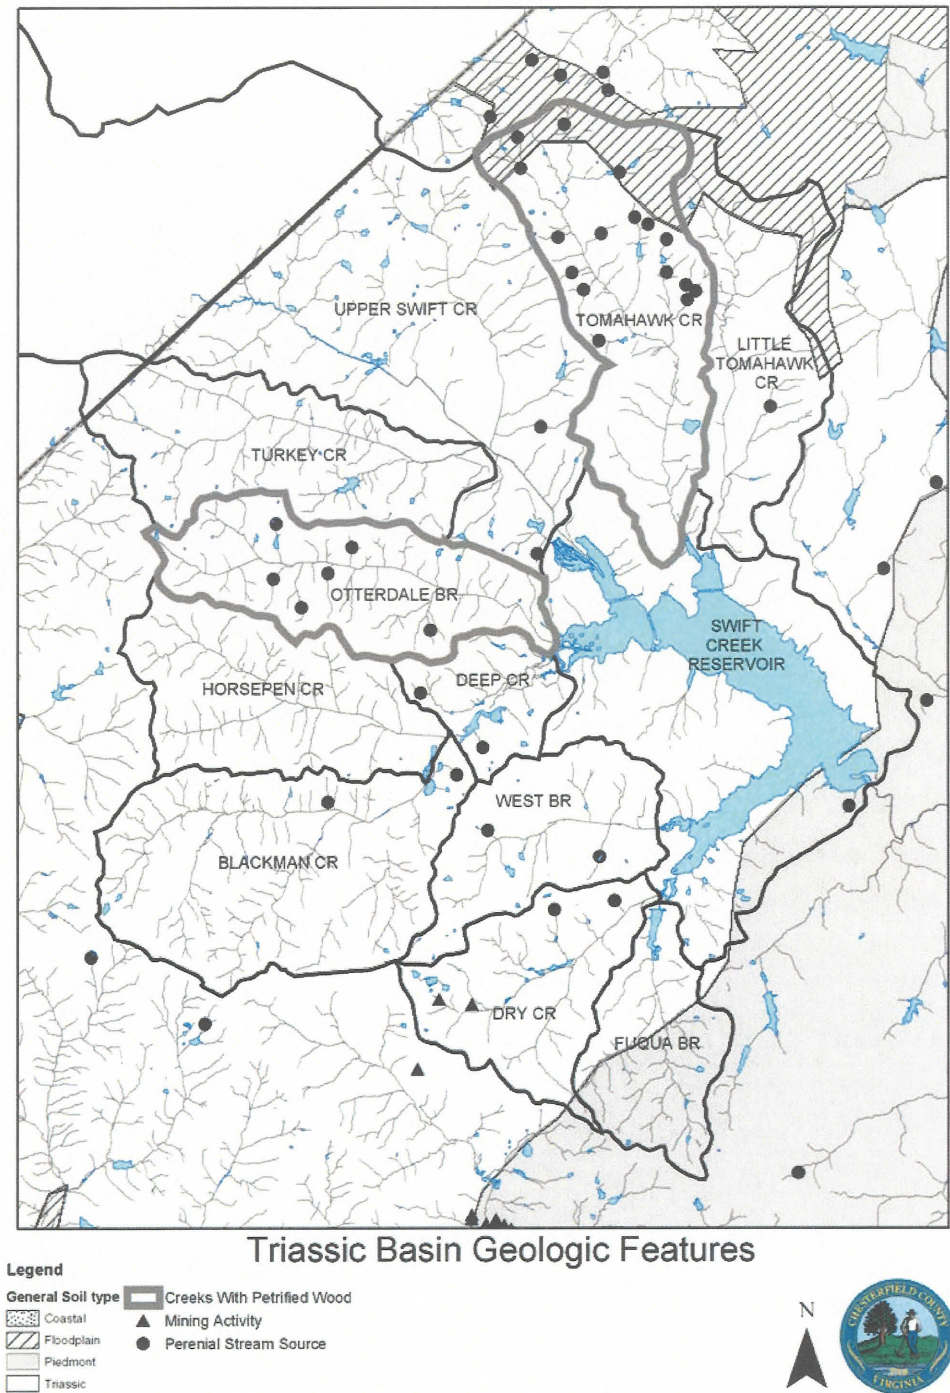 UPPER SWIFT CR
TOMAHAWK CR
LITTLE
TOMAHAWK
CR
TURKEY CR
OTTERDALE BR
SWIFT
CREEK
RESERVOIR
HORSEPEN CR
DEEP CR
WEST BR
BLACKMAN CR
DRY CR
FUQUA BR
Triassic Basin Geologic Features
Legend
General Soil type
Coastal
Floodplain
Piedmont
Triassic
Creeks With Petrified Wood
Mining Activity
Perenial Stream Source
N
CHESTERFIELD COUNTY
VIRGINIA